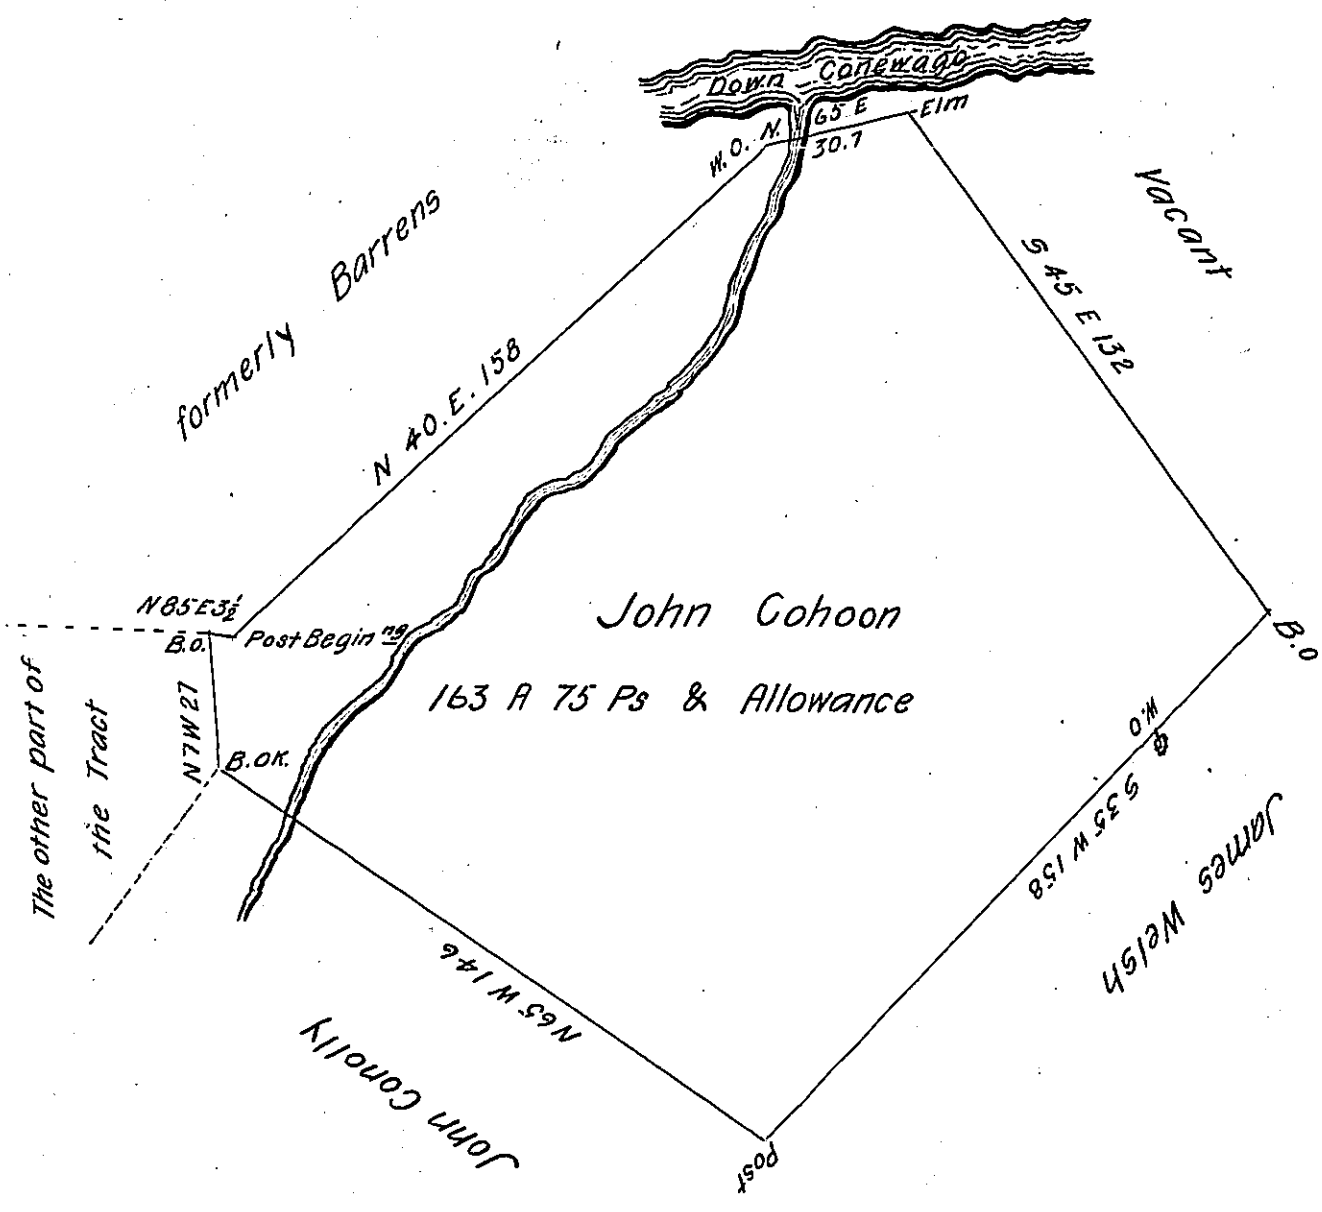 Down Conewago
W.O. N. 65 E
30.7
Elm
Vacant
S 45 E 132
formerly Barrens
N 40. E. 158
N 85 E 3½
B.O.
Post Beginng
John Cohoon
163 A 75 Ps & Allowance
B.O
W.O
S 35 W 158
James Welsh
The other part of
the Tract
N 7 W 27
B.OK.
N 65 W 146
John Conolly
Post